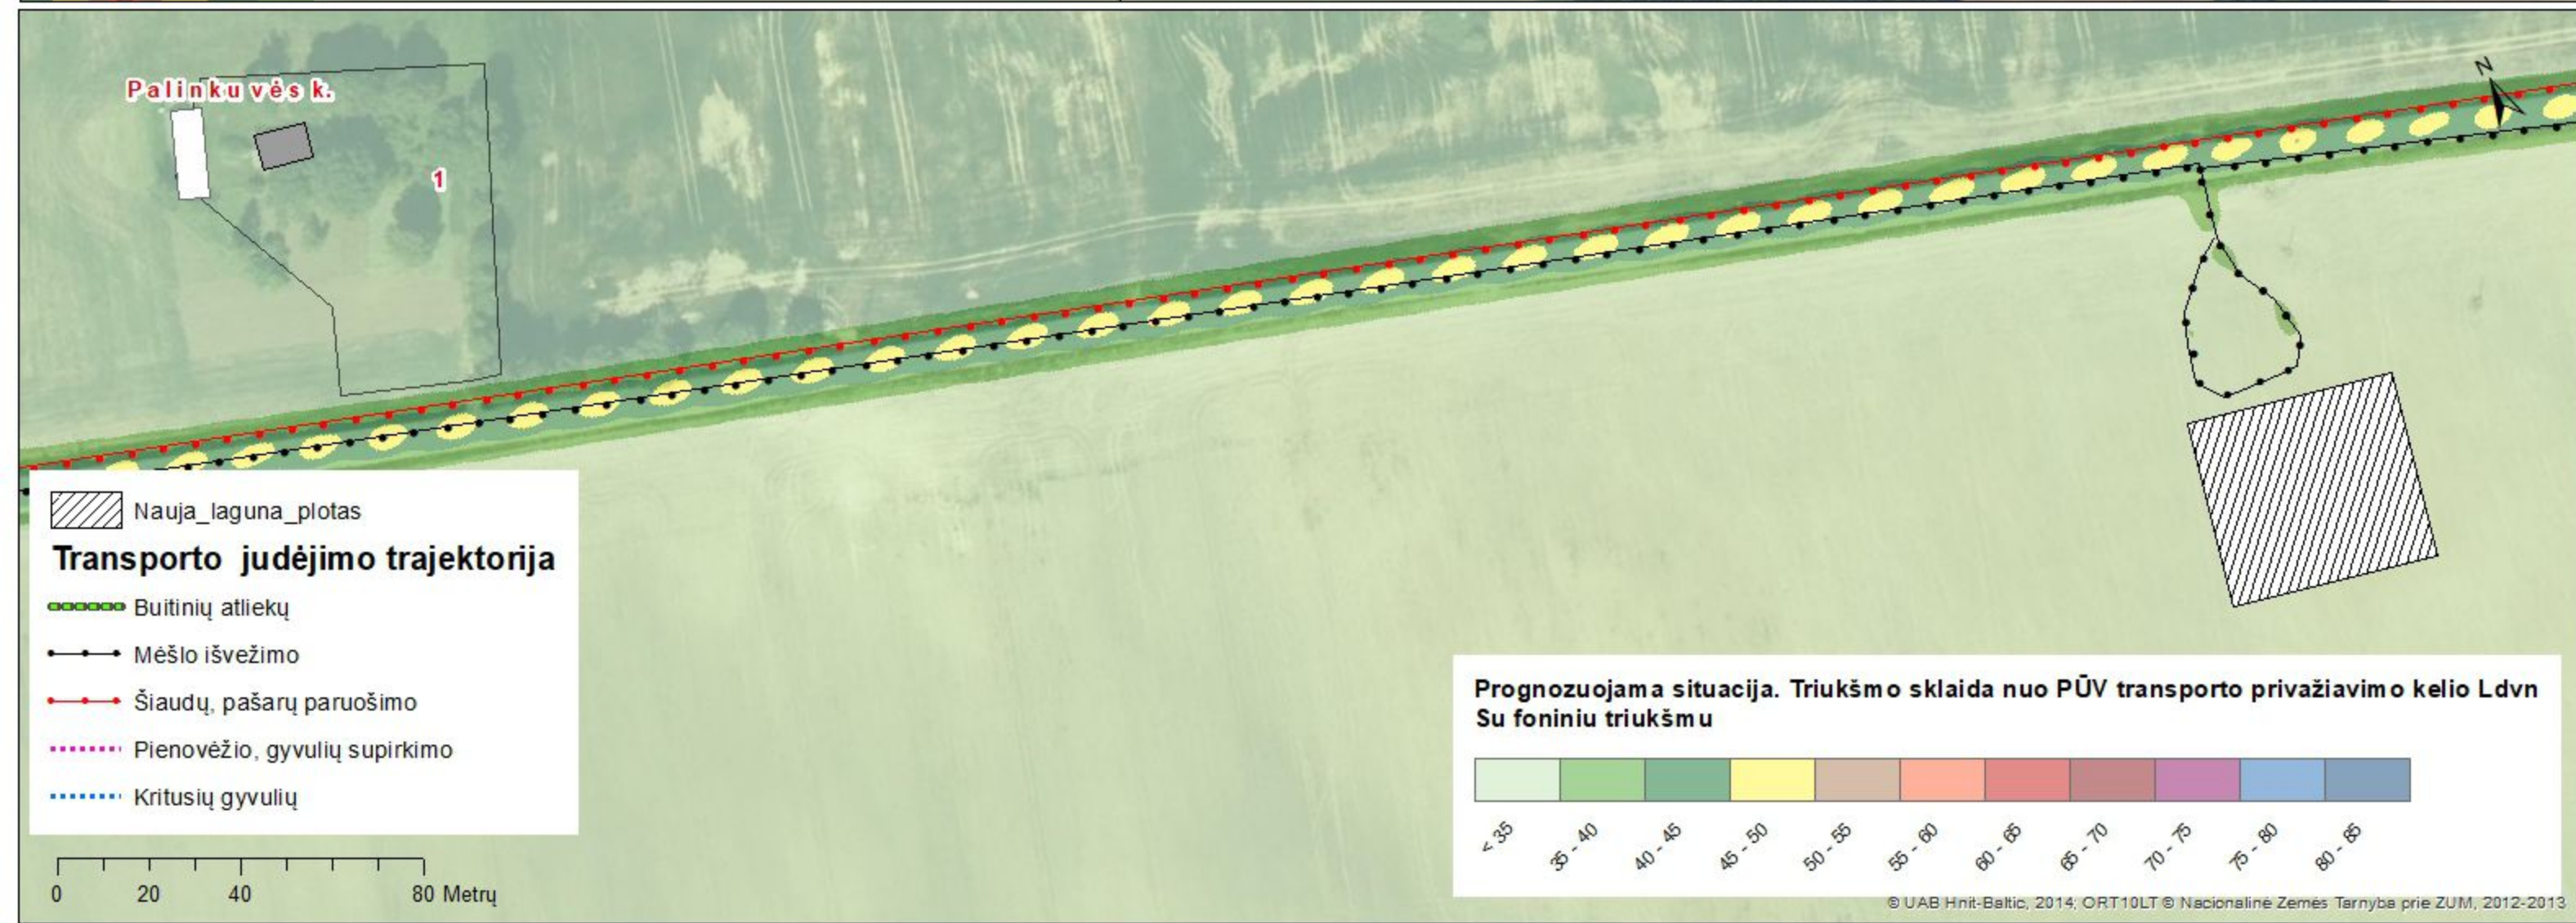 Palinkuvės k.
1
N
Nauja_laguna_plotas
Transporto judėjimo trajektorija
Buitinių atliekų
Mėšlo išvežimo
Šiaudų, pašarų paruošimo
Pienovėžio, gyvulių supirkimo
Kritusių gyvulių
0 20 40 80 Metrų
Prognozuojama situacija. Triukšmo sklaida nuo PŪV transporto privažiavimo kelio Ldvn
Su foniniu triukšmu
< 35 35 - 40 40 - 45 45 - 50 50 - 55 55 - 60 60 - 65 65 - 70 70 - 75 75 - 80 80 - 85
© UAB Hnit-Baltic, 2014; ORT10LT © Nacionalinė Žemės Tarnyba prie ŽŪM, 2012-2013